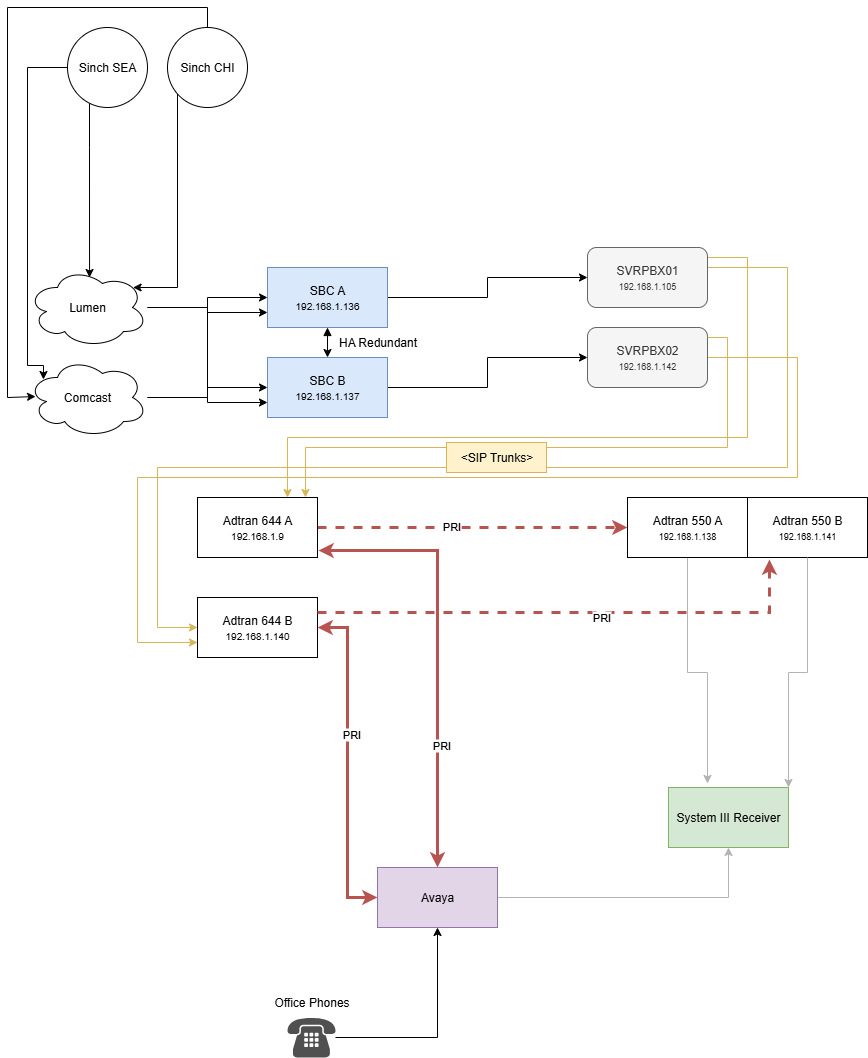 Sinch SEA
Sinch CHI
Lumen
Comcast
SBC A
192.168.1.136
HA Redundant
SBC B
192.168.1.137
SVRPBX01
192.168.1.105
SVRPBX02
192.168.1.142
<SIP Trunks>
Adtran 644 A
192.168.1.9
PRI
Adtran 550 A
192.168.1.138
Adtran 550 B
192.168.1.141
Adtran 644 B
192.168.1.140
PRI
PRI
PRI
System III Receiver
Avaya
Office Phones